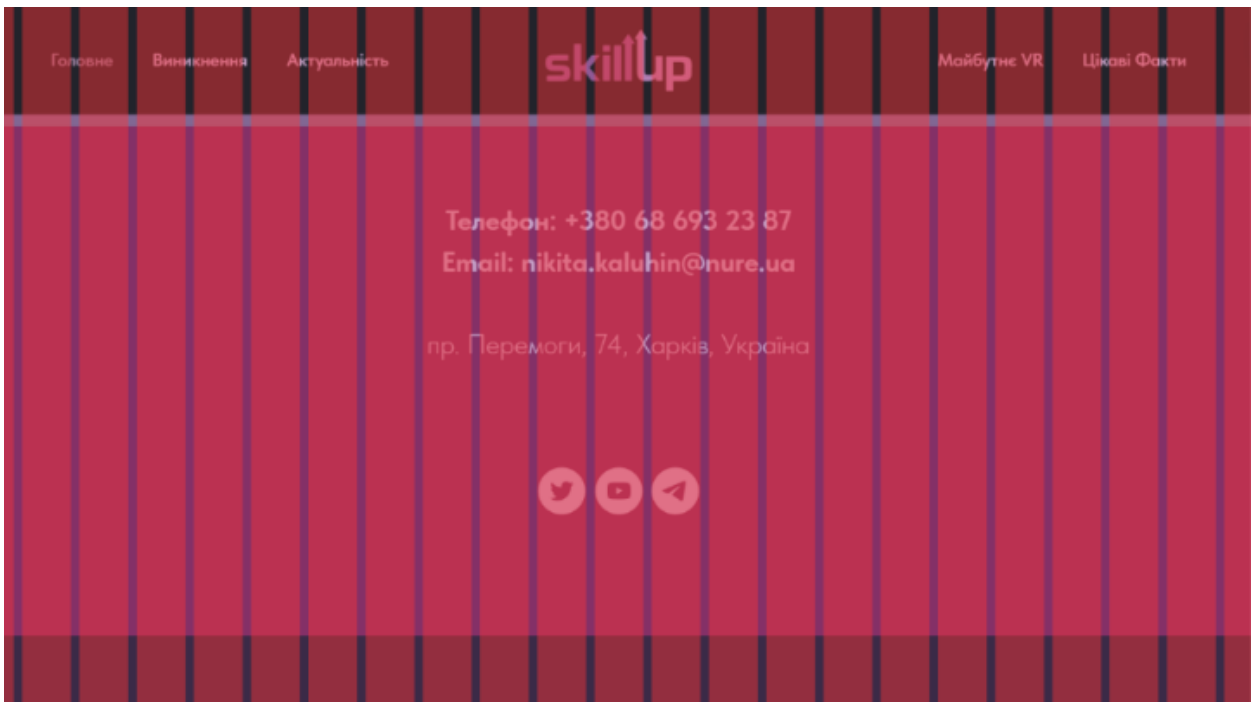 Головне Виникнення Актуальність skillup Майбутнє VR Цікаві Факти
Телефон: +380 68 693 23 87
Email: nikita.kaluhin@nure.ua
пр. Перемоги, 74, Харків, Україна